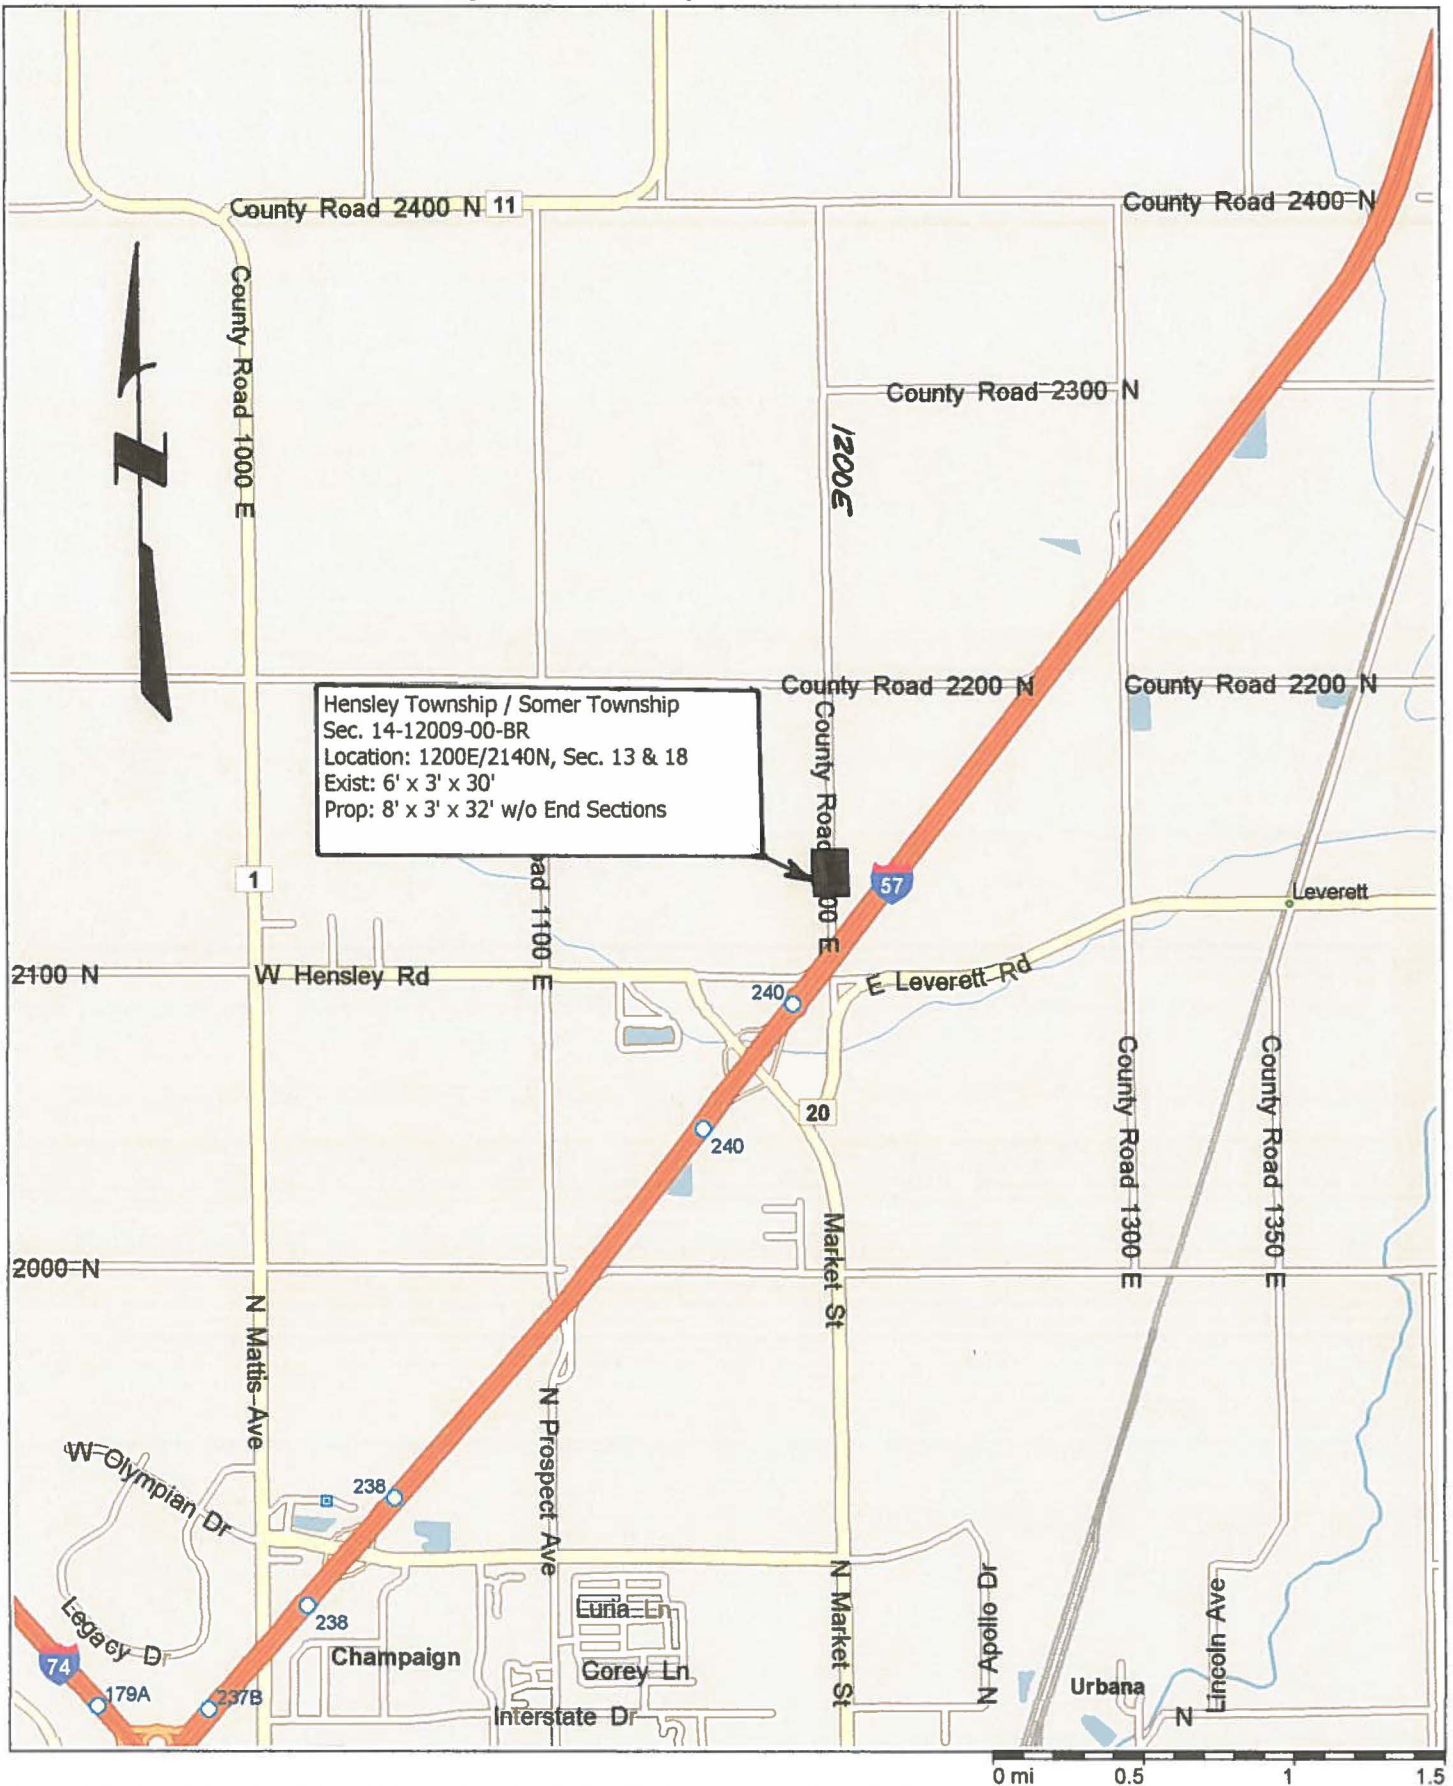 County Road 2400 N 11
County Road 2400 N
County Road 1000 E
County Road 2300 N
1200E
County Road 2200 N
County Road 2200 N
Hensley Township / Somer Township
Sec. 14-12009-00-BR
Location: 1200E/2140N, Sec. 13 & 18
Exist: 6' x 3' x 30'
Prop: 8' x 3' x 32' w/o End Sections
County Road 00 E
57
1
oad 1100 E
Leverett
2100 N
W Hensley Rd
E Leverett Rd
240
20
240
County Road 1300 E
County Road 1350 E
Market St
2000 N
N Mattis Ave
N Prospect Ave
W Olympian Dr
238
238
Legacy Dr
74
179A
237B
Champaign
Luria Ln
Gorey Ln
Interstate Dr
N Market St
N Apollo Dr
Urbana
N Lincoln Ave
0 mi 0.5 1 1.5